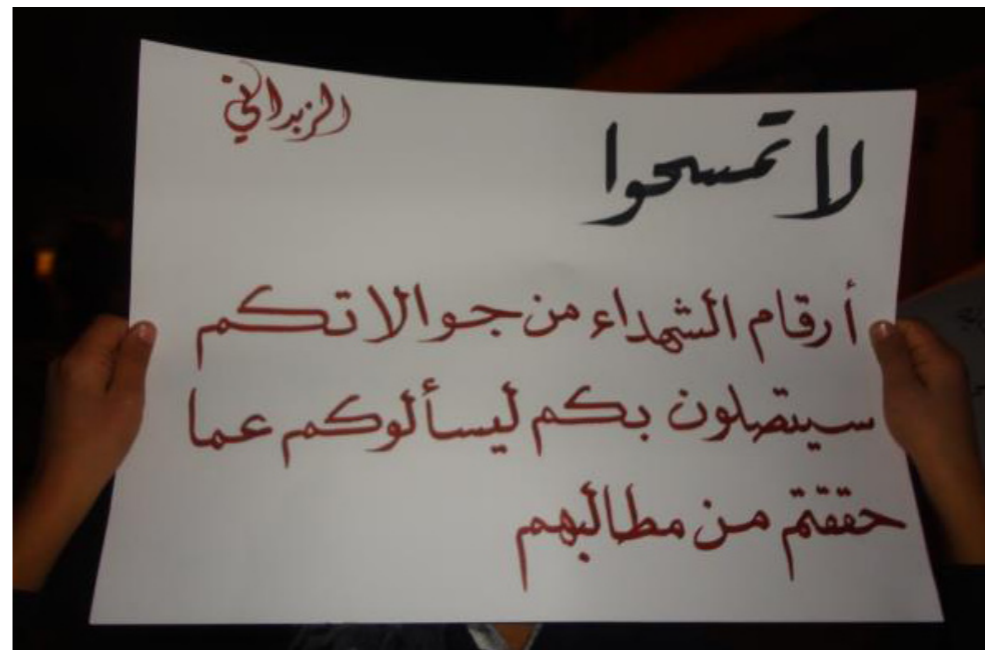 الزبداني
لا تمسحوا
أرقام الشهداء من جوالاتكم
سيتصلون بكم ليسألوكم عما
حققتم من مطالبهم